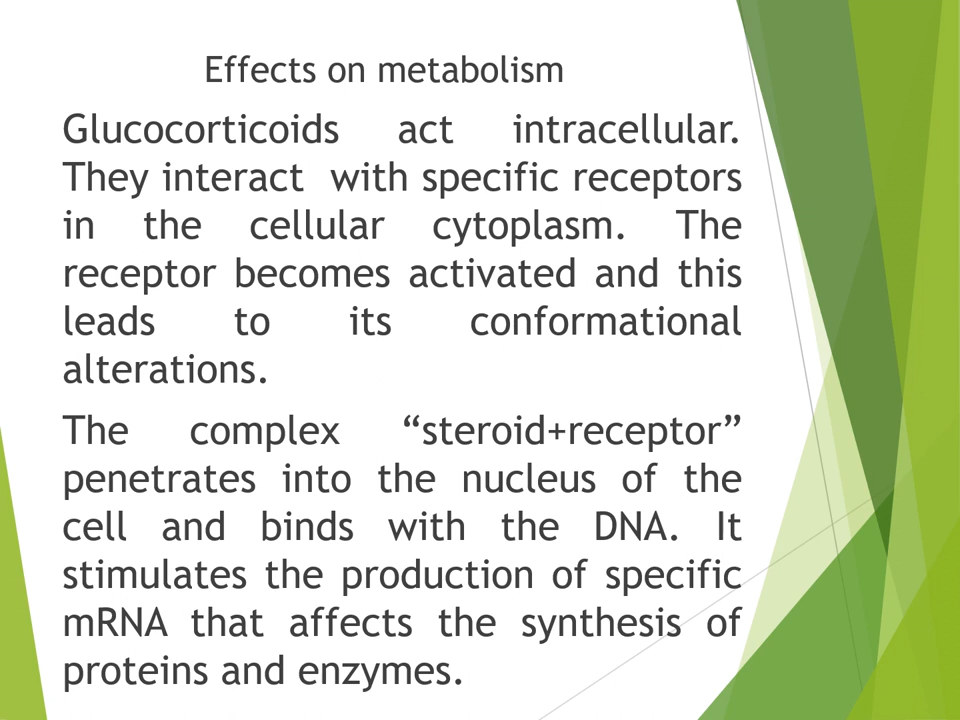 Effects on metabolism
Glucocorticoids act intracellular.
They interact with specific receptors
in the cellular cytoplasm. The
receptor becomes activated and this
leads to its conformational
alterations.
The complex “steroid+receptor”
penetrates into the nucleus of the
cell and binds with the DNA. It
stimulates the production of specific
mRNA that affects the synthesis of
proteins and enzymes.